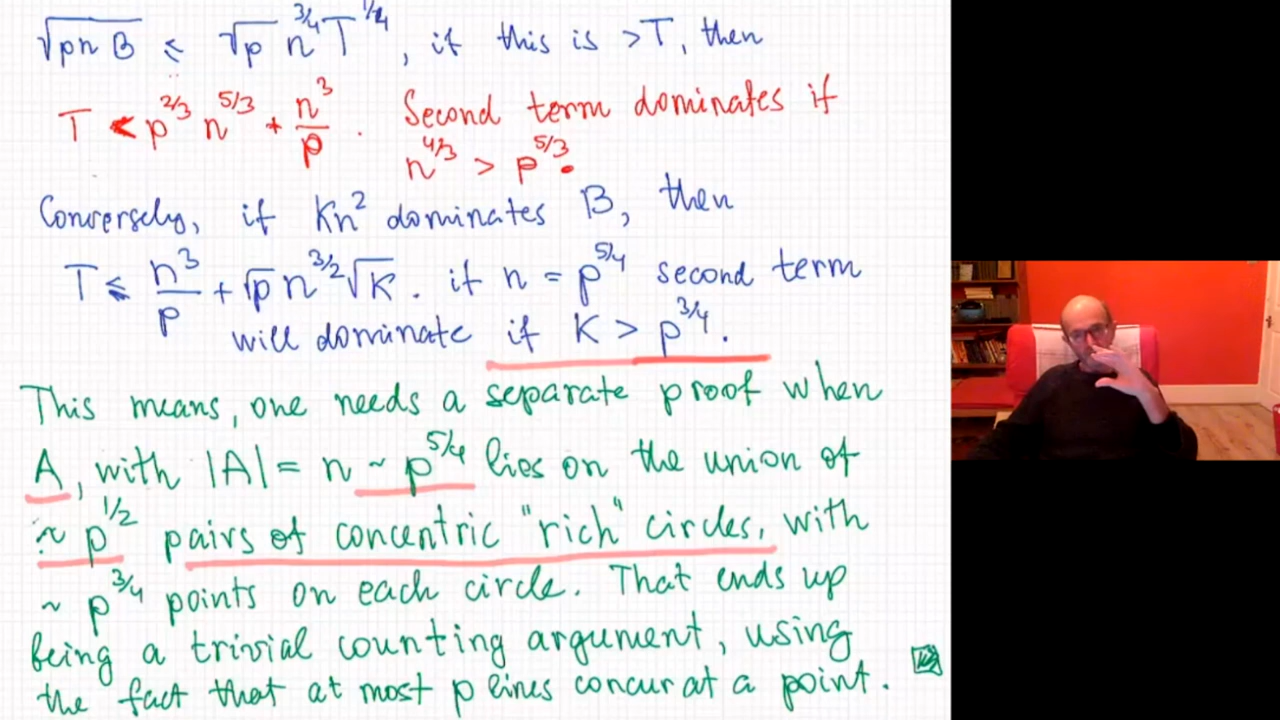 √pn B ≤ √p n^{3/4} T^{1/4}, if this is >T, then
T < p^{2/3} n^{5/3} + n^3/p. Second term dominates if
n^{4/3} > p^{5/3}.
Conversely, if Kn^2 dominates B, then
T ≤ n^3/p + √p n^{3/2} √K. if n = p^{5/4} second term
will dominate if K > p^{3/4}.
This means, one needs a separate proof when
A, with |A| = n ~ p^{5/4} lies on the union of
~ p^{1/2} pairs of concentric "rich" circles, with
~ p^{3/4} points on each circle. That ends up
being a trivial counting argument, using
the fact that at most p lines concur at a point.